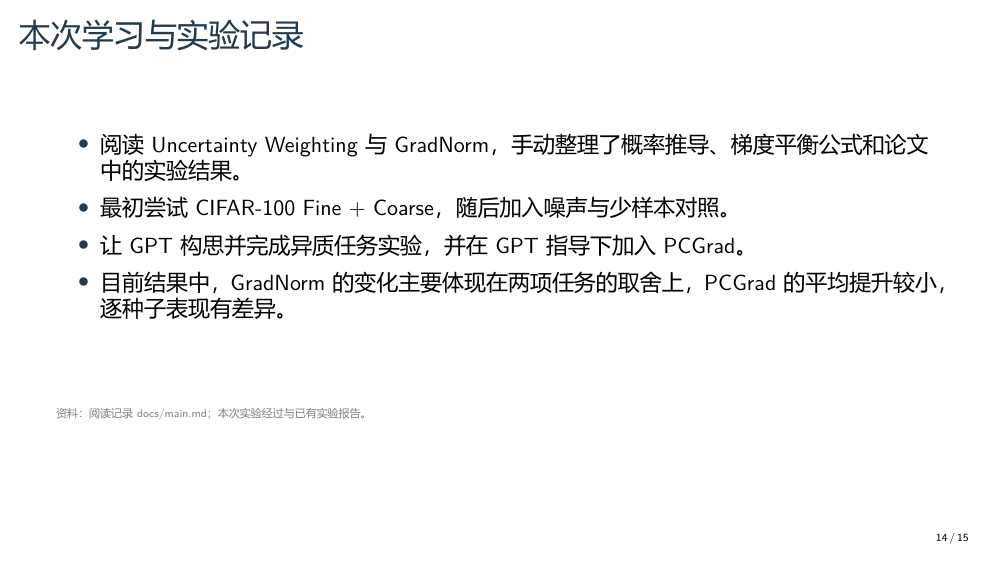 本次学习与实验记录
• 阅读 Uncertainty Weighting 与 GradNorm，手动整理了概率推导、梯度平衡公式和论文
中的实验结果。
• 最初尝试 CIFAR-100 Fine + Coarse，随后加入噪声与少样本对照。
• 让 GPT 构思并完成异质任务实验，并在 GPT 指导下加入 PCGrad。
• 目前结果中，GradNorm 的变化主要体现在两项任务的取舍上，PCGrad 的平均提升较小，
逐种子表现有差异。
资料：阅读记录 docs/main.md；本次实验经过与已有实验报告。
14 / 15